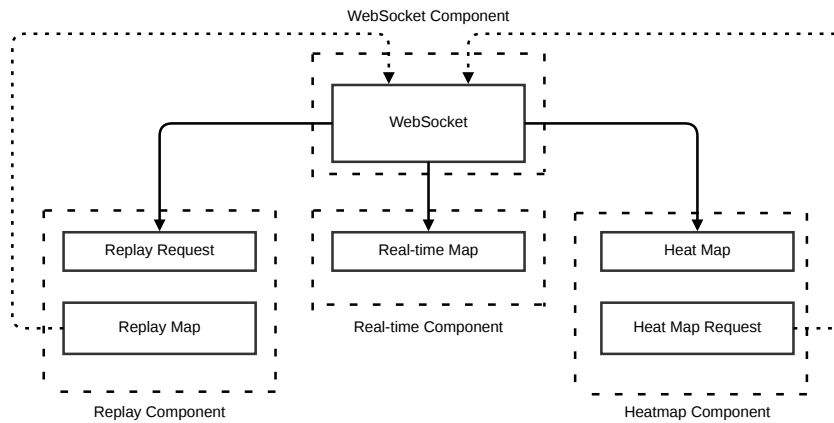 WebSocket Component
WebSocket
Replay Request
Real-time Map
Heat Map
Replay Map
Real-time Component
Heat Map Request
Replay Component
Heatmap Component